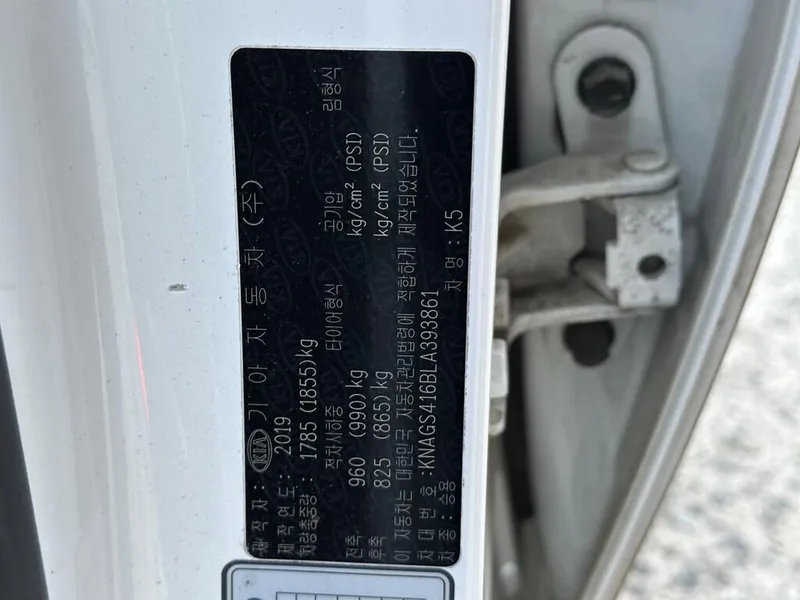 제작자 : KIA 기아자동차(주)
제작연도 : 2019
차량총중량 : 1785 (1855)kg
적차시하중 타이어형식 공기압 림형식
전축 960 (990)kg kg/cm² (PSI)
후축 825 (865)kg kg/cm² (PSI)
이 자동차는 대한민국 자동차관리법령에 적합하게 제작되었습니다.
차대번호 : KNAGS416BLA393861
차종 : 승용 차명 : K5